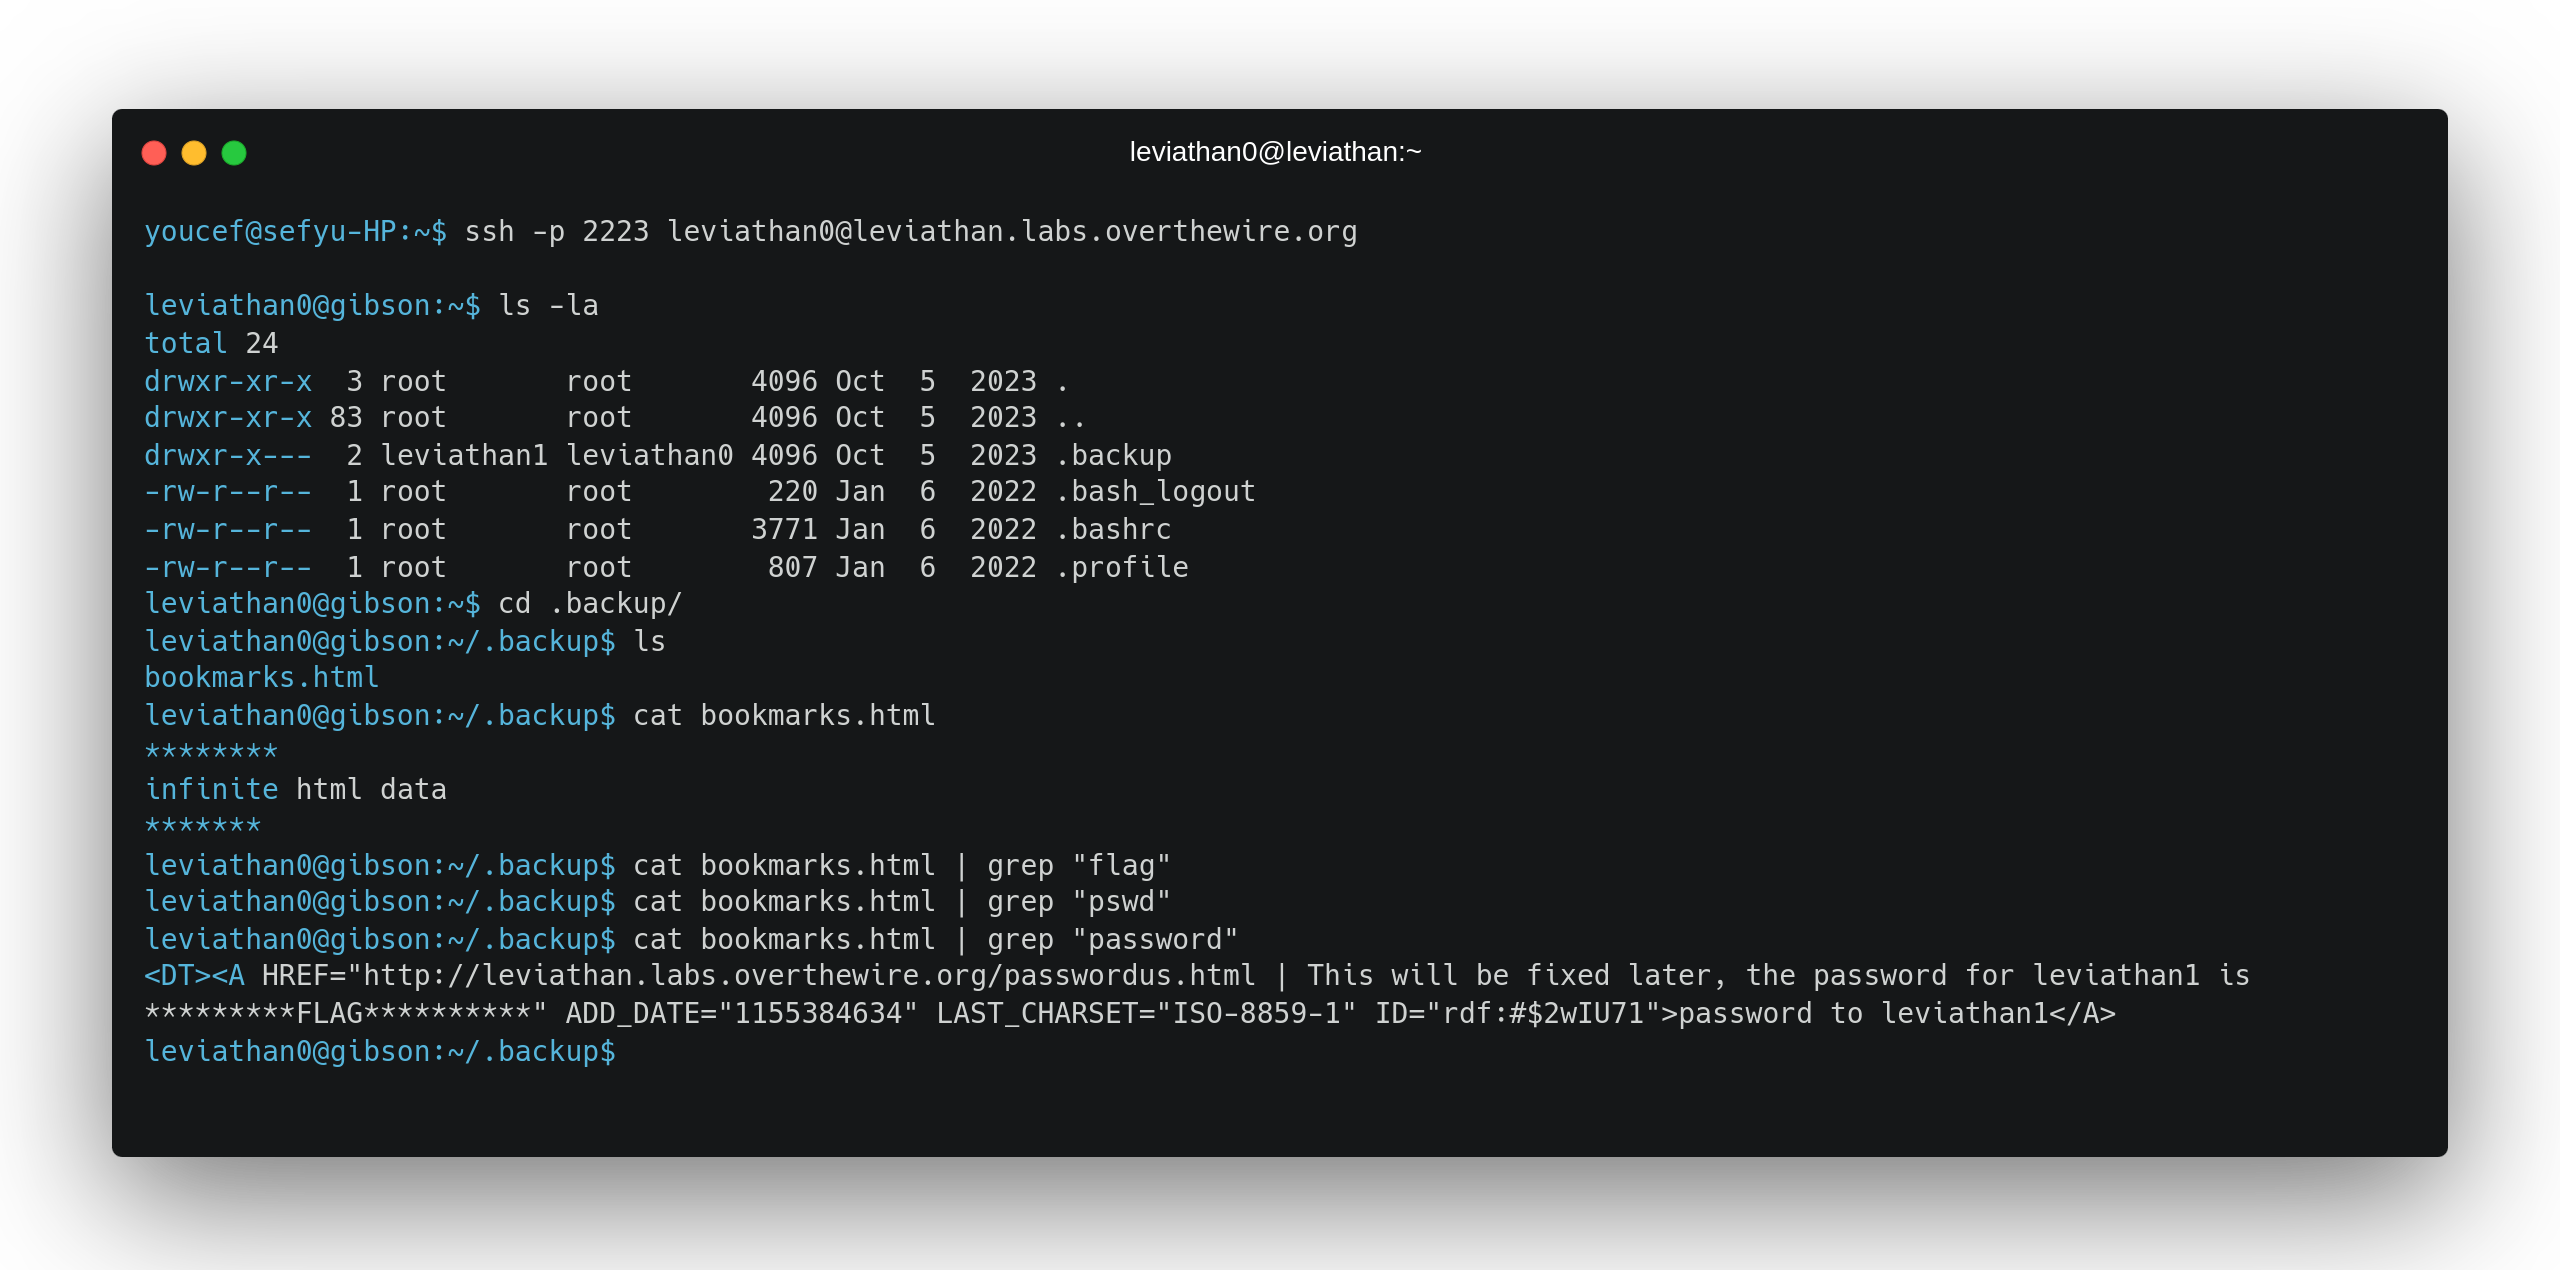 leviathan0@leviathan:~
youcef@sefyu-HP:~$ ssh -p 2223 leviathan0@leviathan.labs.overthewire.org
leviathan0@gibson:~$ ls -la
total 24
drwxr-xr-x  3 root       root       4096 Oct  5  2023 .
drwxr-xr-x 83 root       root       4096 Oct  5  2023 ..
drwxr-x---  2 leviathan1 leviathan0 4096 Oct  5  2023 .backup
-rw-r--r--  1 root       root        220 Jan  6  2022 .bash_logout
-rw-r--r--  1 root       root       3771 Jan  6  2022 .bashrc
-rw-r--r--  1 root       root        807 Jan  6  2022 .profile
leviathan0@gibson:~$ cd .backup/
leviathan0@gibson:~/.backup$ ls
bookmarks.html
leviathan0@gibson:~/.backup$ cat bookmarks.html
********
infinite html data
*******
leviathan0@gibson:~/.backup$ cat bookmarks.html | grep "flag"
leviathan0@gibson:~/.backup$ cat bookmarks.html | grep "pswd"
leviathan0@gibson:~/.backup$ cat bookmarks.html | grep "password"
<DT><A HREF="http://leviathan.labs.overthewire.org/passwordus.html | This will be fixed later, the password for leviathan1 is
*********FLAG**********" ADD_DATE="1155384634" LAST_CHARSET="ISO-8859-1" ID="rdf:#$2wIU71">password to leviathan1</A>
leviathan0@gibson:~/.backup$